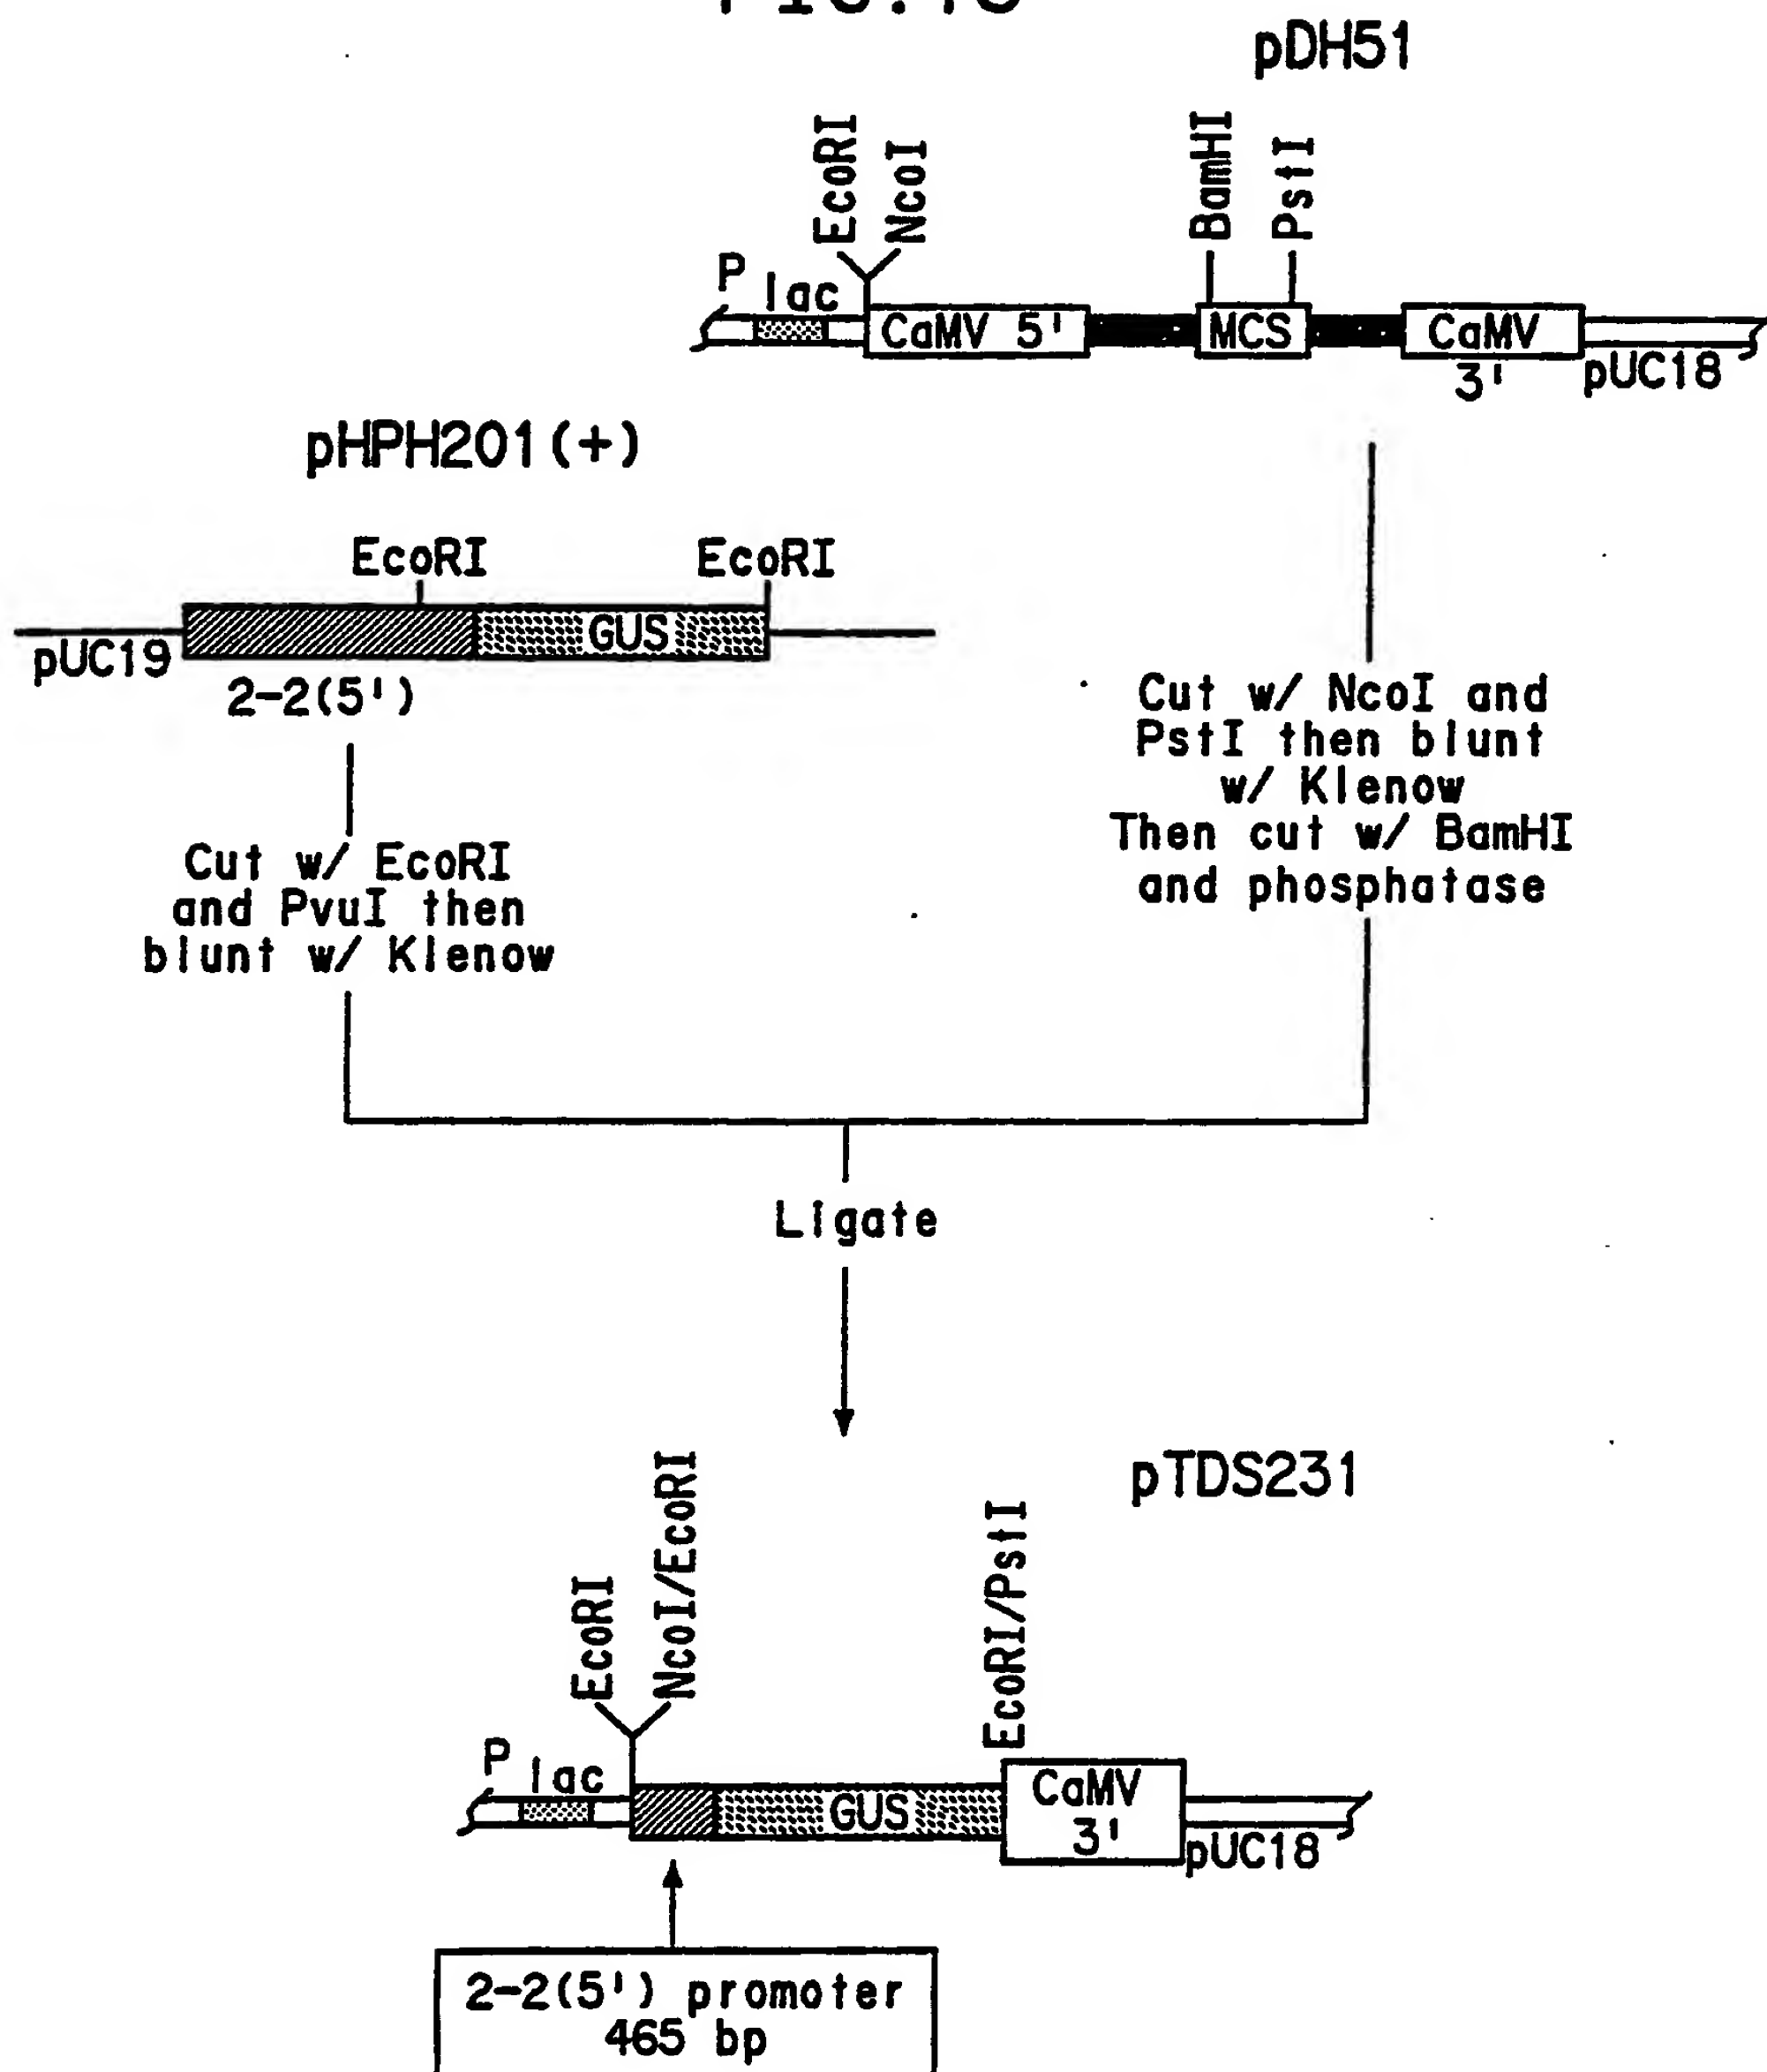 pDH51
EcoRI
NcoI
BamHI
PstI
P lac
CaMV 5'
MCS
CaMV
3'
pUC18
pHPH201(+)
EcoRI
EcoRI
GUS
pUC19
2-2(5')
Cut w/ EcoRI
and PvuI then
blunt w/ Klenow
Cut w/ NcoI and
PstI then blunt
w/ Klenow
Then cut w/ BamHI
and phosphatase
Ligate
pTDS231
EcoRI
NcoI/EcoRI
EcoRI/PstI
P lac
GUS
CaMV
3'
pUC18
2-2(5') promoter
465 bp